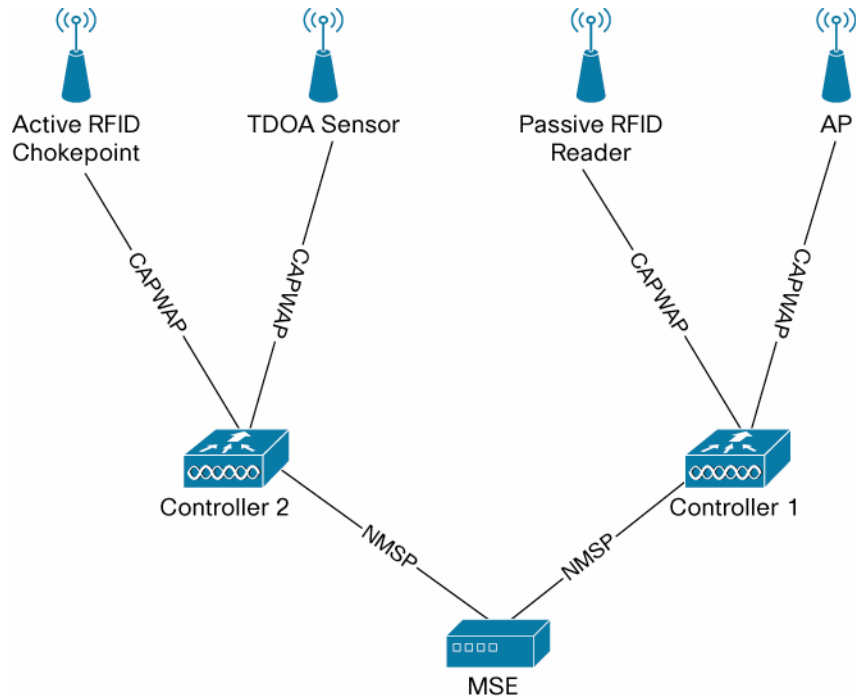 Active RFID
Chokepoint
TDOA Sensor
Passive RFID
Reader
AP
CAPWAP
CAPWAP
CAPWAP
CAPWAP
Controller 2
Controller 1
NMSP
NMSP
MSE